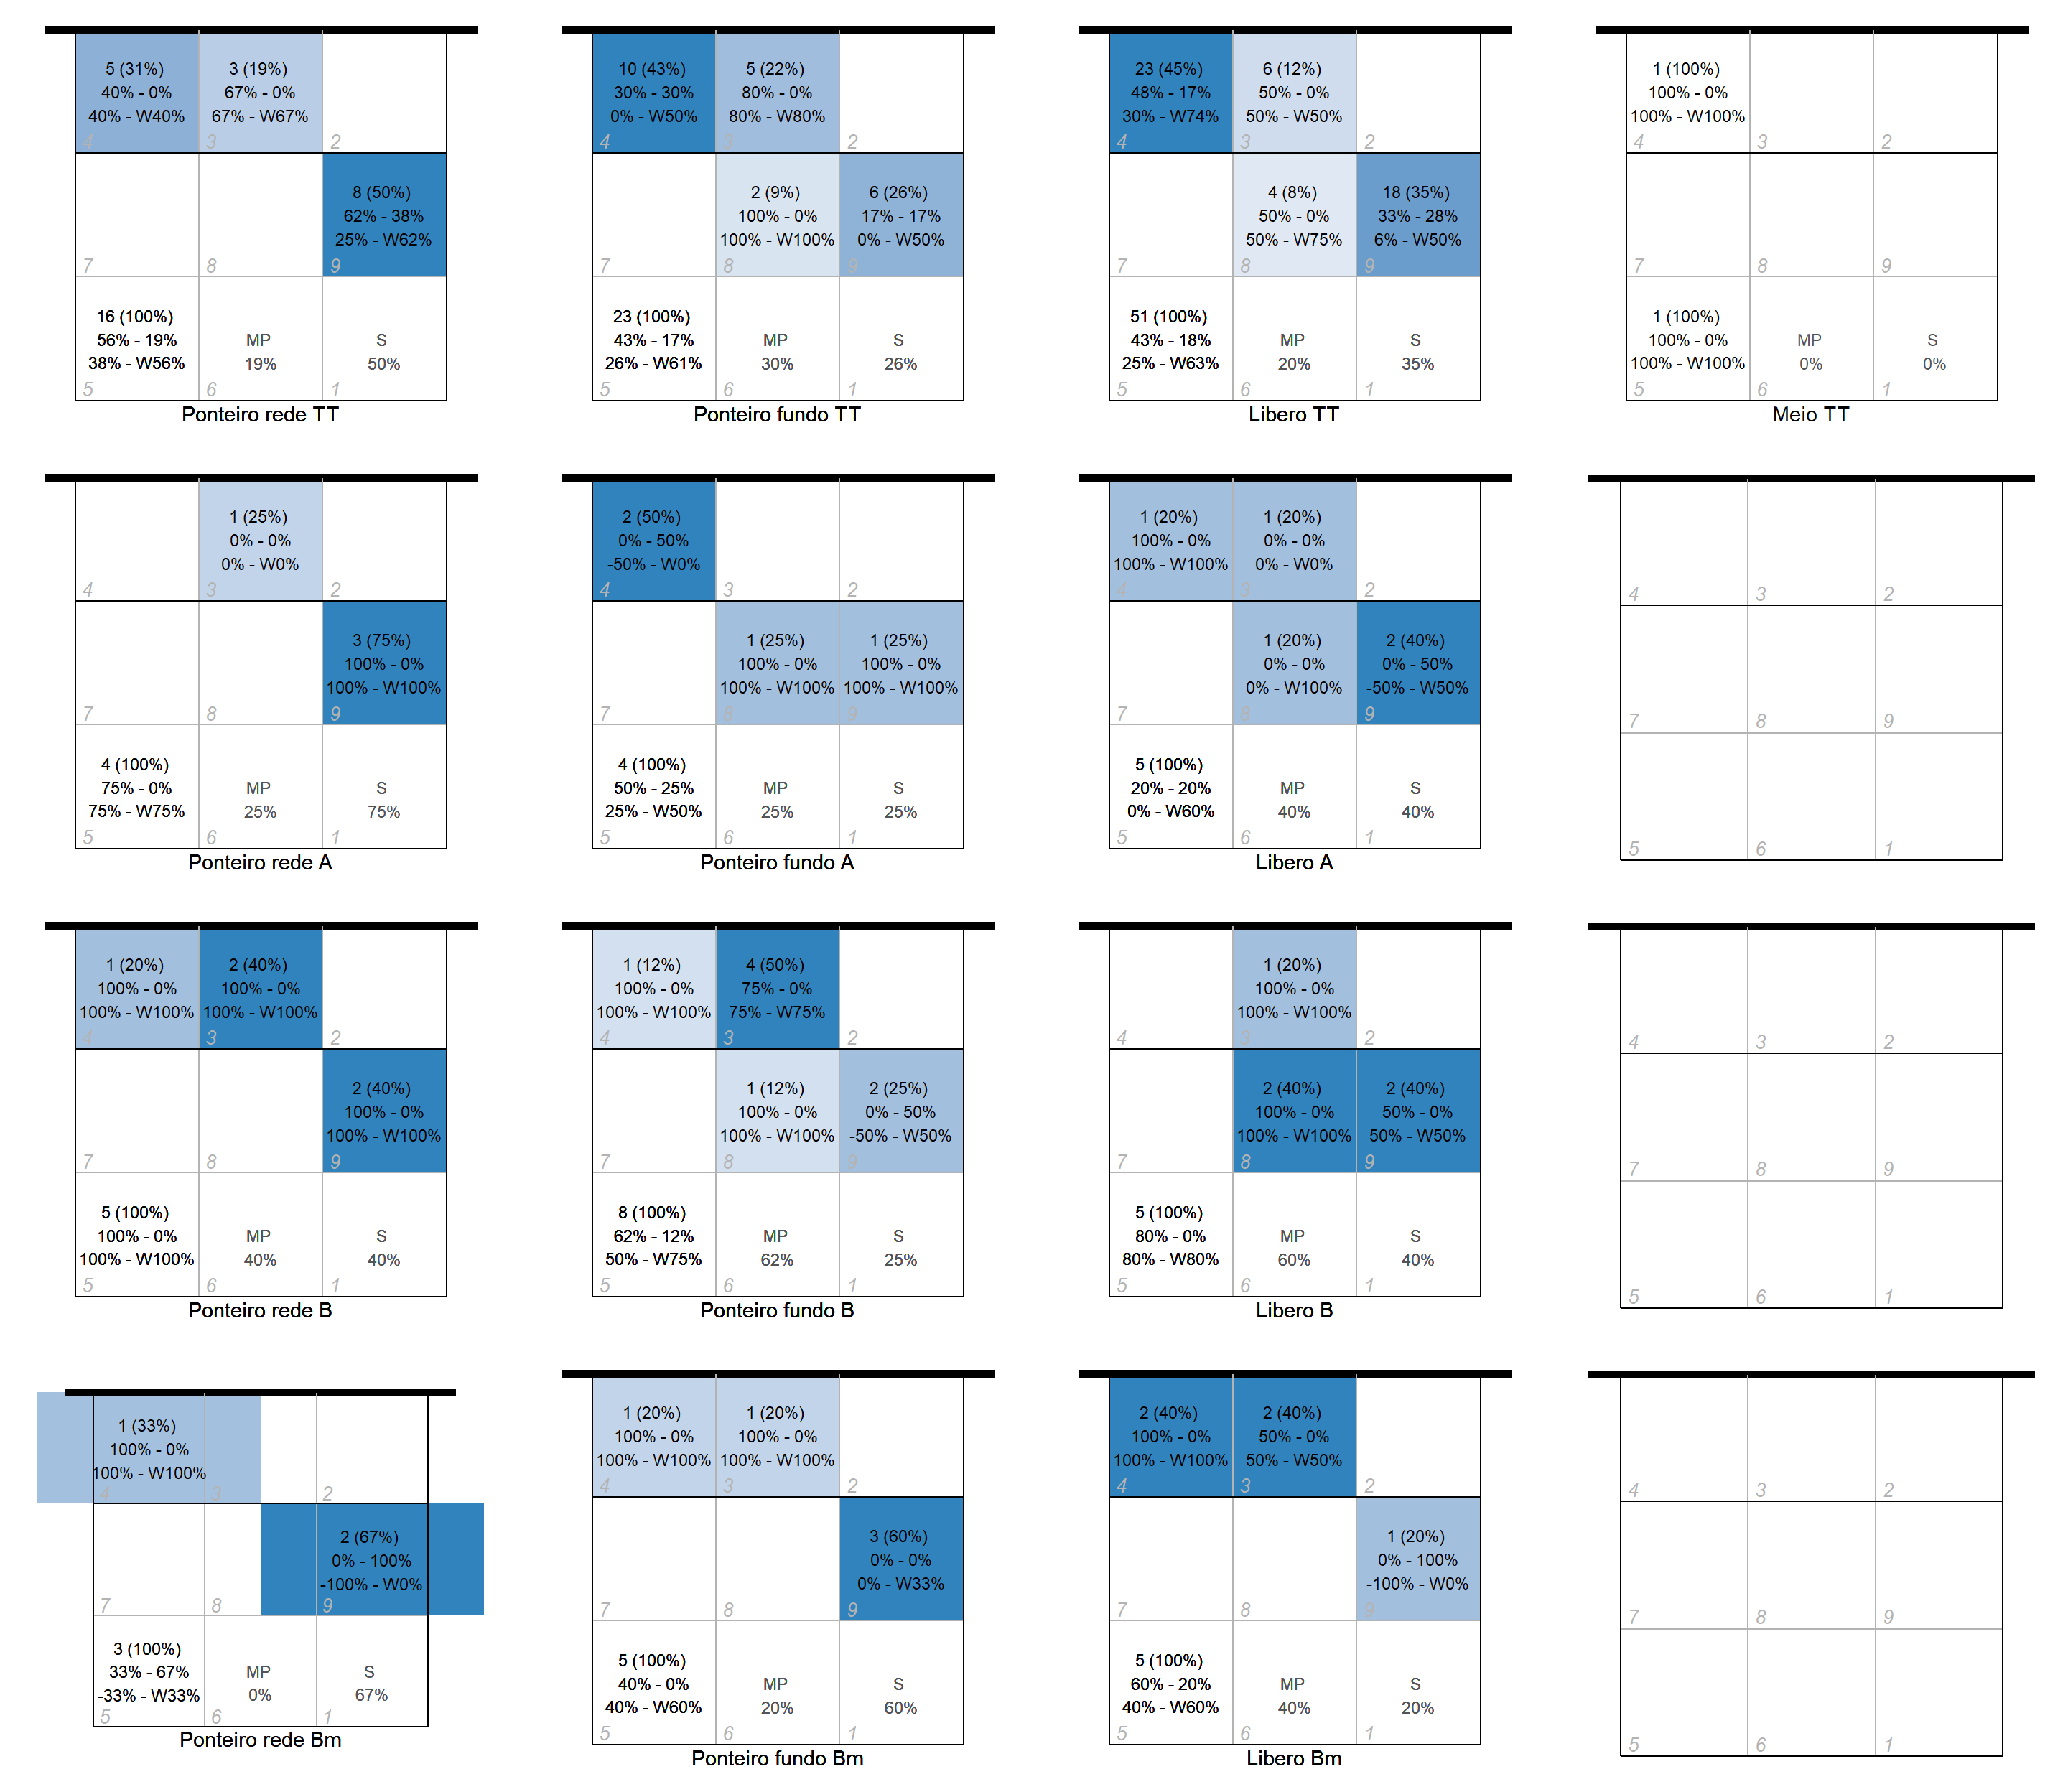 5 (31%)
40% - 0%
40% - W40%
4
3 (19%)
67% - 0%
67% - W67%
3
2
7
8
8 (50%)
62% - 38%
25% - W62%
9
16 (100%)
56% - 19%
38% - W56%
5
MP
19%
6
S
50%
1
Ponteiro rede TT
10 (43%)
30% - 30%
0% - W50%
4
5 (22%)
80% - 0%
80% - W80%
3
2
7
2 (9%)
100% - 0%
100% - W100%
8
6 (26%)
17% - 17%
0% - W50%
9
23 (100%)
43% - 17%
26% - W61%
5
MP
30%
6
S
26%
1
Ponteiro fundo TT
23 (45%)
48% - 17%
30% - W74%
4
6 (12%)
50% - 0%
50% - W50%
3
2
7
4 (8%)
50% - 0%
50% - W75%
8
18 (35%)
33% - 28%
6% - W50%
9
51 (100%)
43% - 18%
25% - W63%
5
MP
20%
6
S
35%
1
Libero TT
1 (100%)
100% - 0%
100% - W100%
4
3
2
7
8
9
1 (100%)
100% - 0%
100% - W100%
5
MP
0%
6
S
0%
1
Meio TT
4
1 (25%)
0% - 0%
0% - W0%
3
2
7
8
3 (75%)
100% - 0%
100% - W100%
9
4 (100%)
75% - 0%
75% - W75%
5
MP
25%
6
S
75%
1
Ponteiro rede A
2 (50%)
0% - 50%
-50% - W0%
4
3
2
7
1 (25%)
100% - 0%
100% - W100%
8
1 (25%)
100% - 0%
100% - W100%
9
4 (100%)
50% - 25%
25% - W50%
5
MP
25%
6
S
25%
1
Ponteiro fundo A
1 (20%)
100% - 0%
100% - W100%
4
1 (20%)
0% - 0%
0% - W0%
3
2
7
1 (20%)
0% - 0%
0% - W100%
8
2 (40%)
0% - 50%
-50% - W50%
9
5 (100%)
20% - 20%
0% - W60%
5
MP
40%
6
S
40%
1
Libero A
4
3
2
7
8
9
5
6
1
1 (20%)
100% - 0%
100% - W100%
4
2 (40%)
100% - 0%
100% - W100%
3
2
7
8
2 (40%)
100% - 0%
100% - W100%
9
5 (100%)
100% - 0%
100% - W100%
5
MP
40%
6
S
40%
1
Ponteiro rede B
1 (12%)
100% - 0%
100% - W100%
4
4 (50%)
75% - 0%
75% - W75%
3
2
7
1 (12%)
100% - 0%
100% - W100%
8
2 (25%)
0% - 50%
-50% - W50%
9
8 (100%)
62% - 12%
50% - W75%
5
MP
62%
6
S
25%
1
Ponteiro fundo B
4
1 (20%)
100% - 0%
100% - W100%
3
2
7
2 (40%)
100% - 0%
100% - W100%
8
2 (40%)
50% - 0%
50% - W50%
9
5 (100%)
80% - 0%
80% - W80%
5
MP
60%
6
S
40%
1
Libero B
4
3
2
7
8
9
5
6
1
1 (33%)
100% - 0%
100% - W100%
4
3
2
7
8
2 (67%)
0% - 100%
-100% - W0%
9
3 (100%)
33% - 67%
-33% - W33%
5
MP
0%
6
S
67%
1
Ponteiro rede Bm
1 (20%)
100% - 0%
100% - W100%
4
1 (20%)
100% - 0%
100% - W100%
3
2
7
8
3 (60%)
0% - 0%
0% - W33%
9
5 (100%)
40% - 0%
40% - W60%
5
MP
20%
6
S
60%
1
Ponteiro fundo Bm
2 (40%)
100% - 0%
100% - W100%
4
2 (40%)
50% - 0%
50% - W50%
3
2
7
8
1 (20%)
0% - 100%
-100% - W0%
9
5 (100%)
60% - 20%
40% - W60%
5
MP
40%
6
S
20%
1
Libero Bm
4
3
2
7
8
9
5
6
1